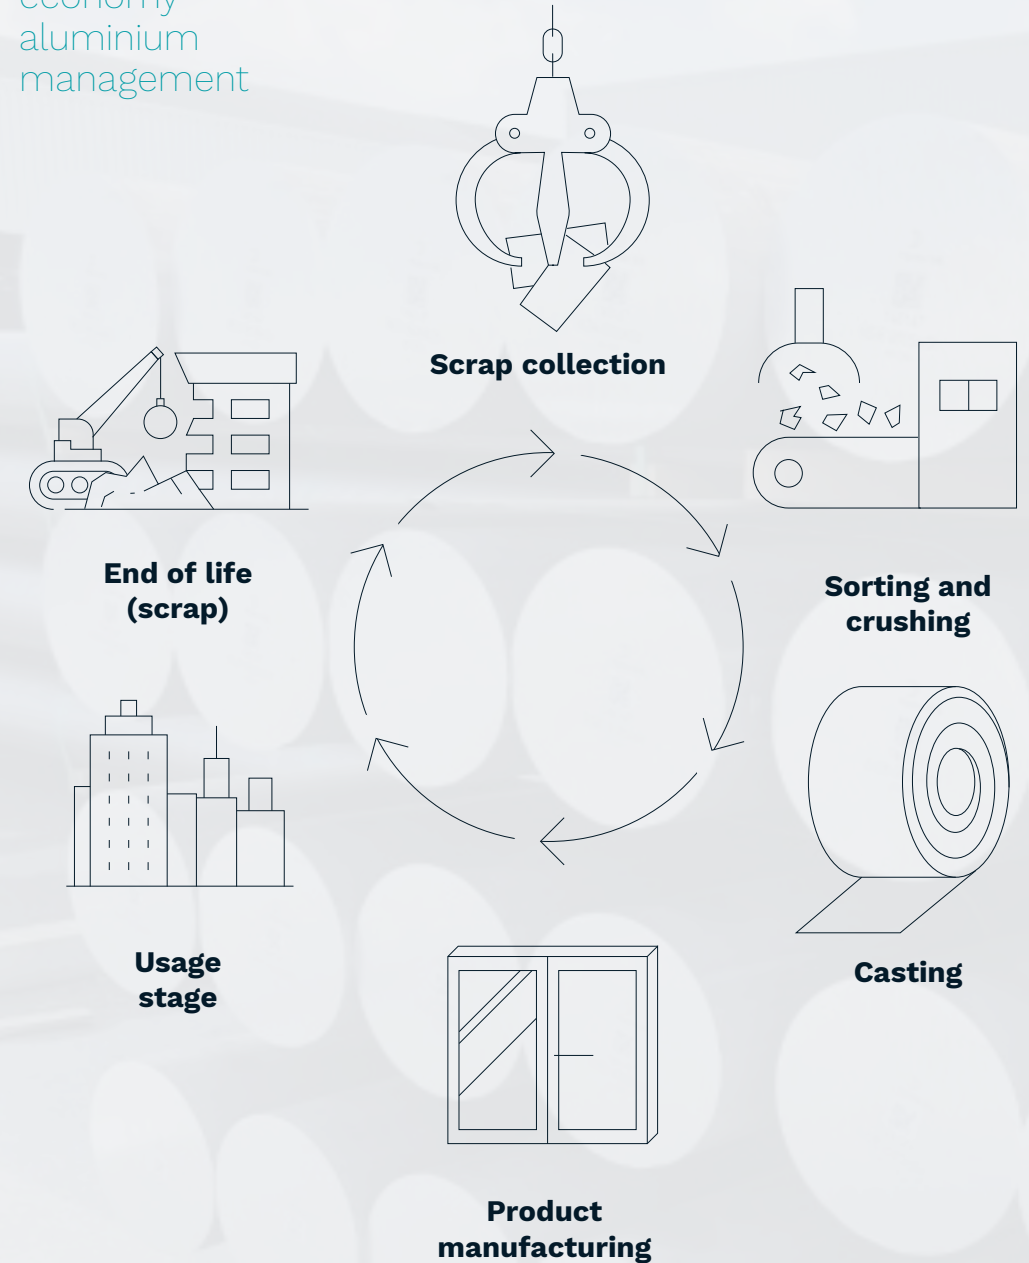 economy
aluminium
management
Scrap collection
End of life
(scrap)
Sorting and
crushing
Usage
stage
Casting
Product
manufacturing